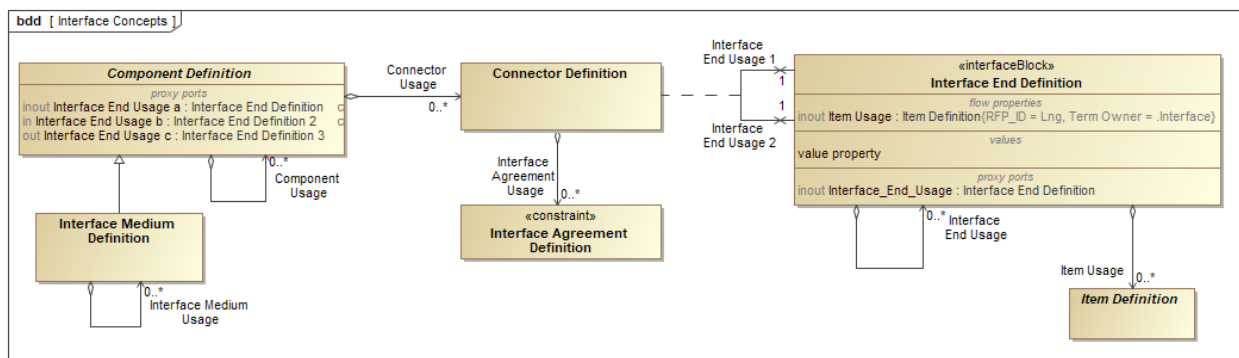 bdd [ Interface Concepts ]
Component Definition
proxy ports
inout Interface End Usage a : Interface End Definition c
in Interface End Usage b : Interface End Definition 2 c
out Interface End Usage c : Interface End Definition 3
Connector
Usage
0..*
Connector Definition
Interface
End Usage 1
1
1
Interface
End Usage 2
«interfaceBlock»
Interface End Definition
flow properties
inout Item Usage : Item Definition{RFP_ID = Lng, Term Owner = .Interface}
values
value property
proxy ports
inout Interface_End_Usage : Interface End Definition
0..*
Component
Usage
Interface
Agreement
Usage
0..*
«constraint»
Interface Agreement
Definition
Interface Medium
Definition
0..*
Interface Medium
Usage
0..*
Interface
End Usage
Item Usage
0..*
Item Definition